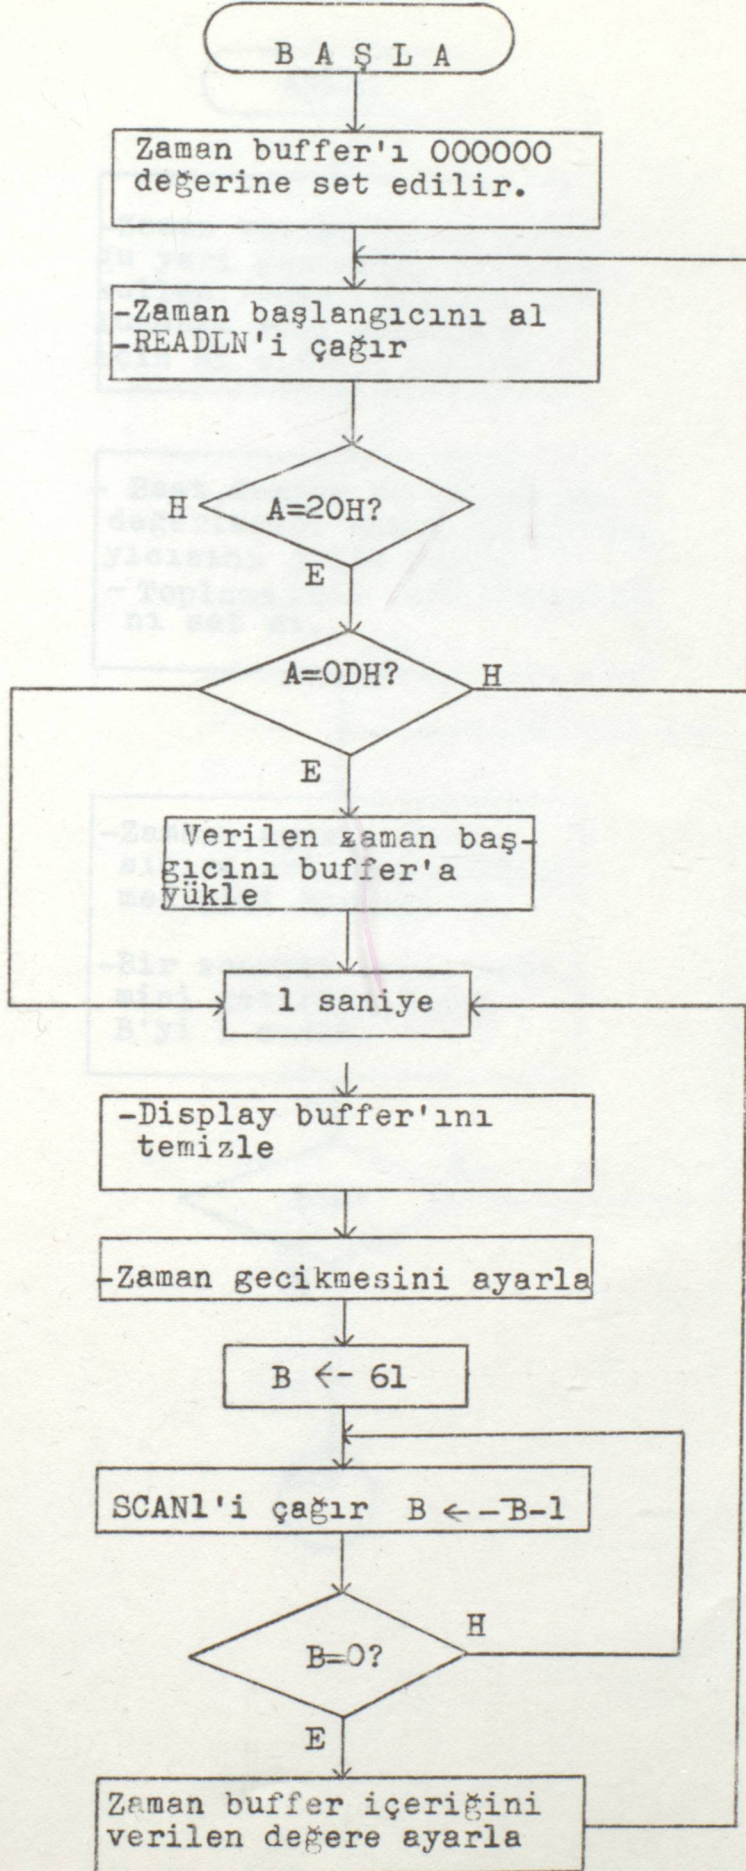 B A Ş L A
Zaman buffer'ı 000000
değerine set edilir.
-Zaman başlangıcını al
-READLN'i çağır
H
A=20H?
E
A=0DH?
H
E
Verilen zaman baş-
gıcını buffer'a
yükle
1 saniye
-Display buffer'ını
temizle
-Zaman gecikmesini ayarla
B <- 61
SCAN1'i çağır B <--B-1
H
B=0?
E
Zaman buffer içeriğini
verilen değere ayarla